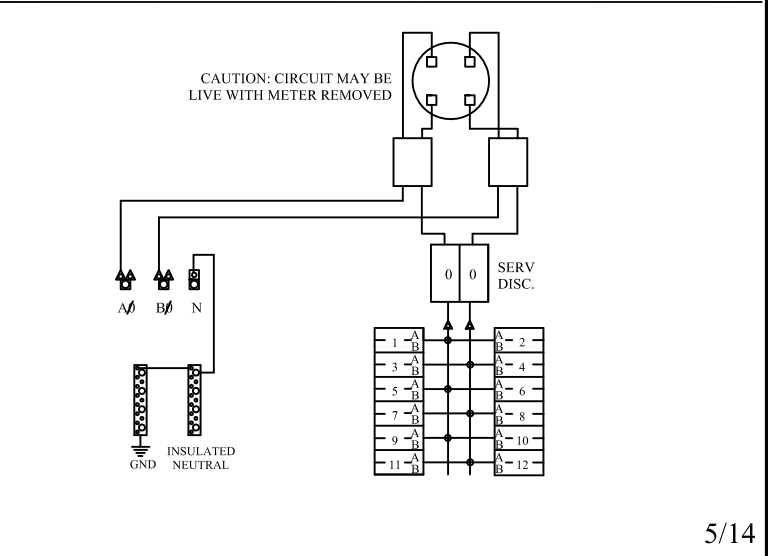 CAUTION: CIRCUIT MAY BE
LIVE WITH METER REMOVED
0 0
SERV
DISC.
AØ BØ N
1 A B A B 2
3 A B A B 4
5 A B A B 6
7 A B A B 8
9 A B A B 10
11 A B A B 12
GND
INSULATED
NEUTRAL
5/14